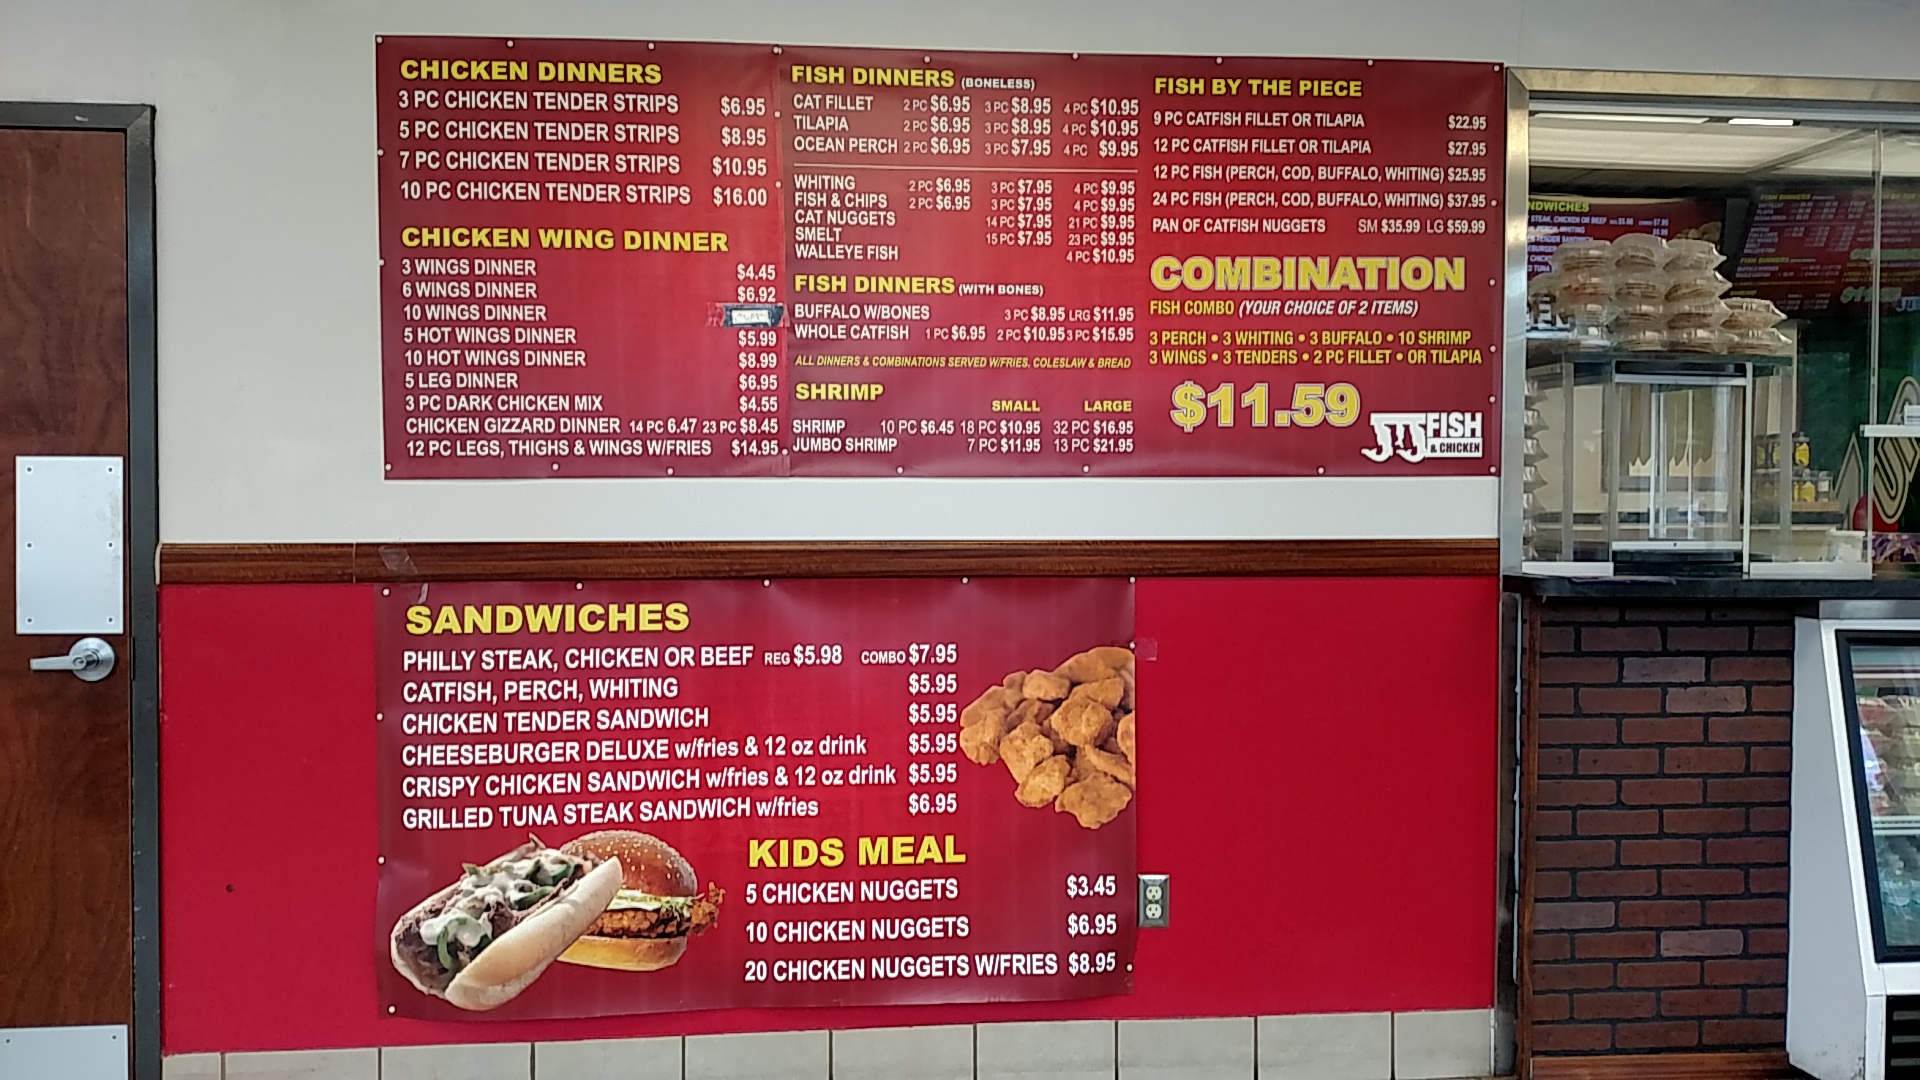 CHICKEN DINNERS
3 PC CHICKEN TENDER STRIPS $6.95
5 PC CHICKEN TENDER STRIPS $8.95
7 PC CHICKEN TENDER STRIPS $10.95
10 PC CHICKEN TENDER STRIPS $16.00
CHICKEN WING DINNER
3 WINGS DINNER $4.45
6 WINGS DINNER $6.92
10 WINGS DINNER
5 HOT WINGS DINNER $5.99
10 HOT WINGS DINNER $8.99
5 LEG DINNER $6.95
3 PC DARK CHICKEN MIX $4.55
CHICKEN GIZZARD DINNER 14 PC 6.47 23 PC $8.45
12 PC LEGS, THIGHS & WINGS W/FRIES $14.95
FISH DINNERS (BONELESS)
CAT FILLET 2 PC $6.95 3 PC $8.95 4 PC $10.95
TILAPIA 2 PC $6.95 3 PC $8.95 4 PC $10.95
OCEAN PERCH 2 PC $6.95 3 PC $7.95 4 PC $9.95
WHITING 2 PC $6.95 3 PC $7.95 4 PC $9.95
FISH & CHIPS 2 PC $6.95 3 PC $7.95 4 PC $9.95
CAT NUGGETS 14 PC $7.95 21 PC $9.95
SMELT 15 PC $7.95 23 PC $9.95
WALLEYE FISH 4 PC $10.95
FISH DINNERS (WITH BONES)
BUFFALO W/BONES 3 PC $8.95 LRG $11.95
WHOLE CATFISH 1 PC $6.95 2 PC $10.95 3 PC $15.95
ALL DINNERS & COMBINATIONS SERVED W/FRIES, COLESLAW & BREAD
SHRIMP
SMALL LARGE
SHRIMP 10 PC $6.45 18 PC $10.95 32 PC $16.95
JUMBO SHRIMP 7 PC $11.95 13 PC $21.95
FISH BY THE PIECE
9 PC CATFISH FILLET OR TILAPIA $22.95
12 PC CATFISH FILLET OR TILAPIA $27.95
12 PC FISH (PERCH, COD, BUFFALO, WHITING) $25.95
24 PC FISH (PERCH, COD, BUFFALO, WHITING) $37.95
PAN OF CATFISH NUGGETS SM $35.99 LG $59.99
COMBINATION
FISH COMBO (YOUR CHOICE OF 2 ITEMS)
3 PERCH • 3 WHITING • 3 BUFFALO • 10 SHRIMP
3 WINGS • 3 TENDERS • 2 PC FILLET • OR TILAPIA
$11.59
JJ'S FISH
& CHICKEN
SANDWICHES
PHILLY STEAK, CHICKEN OR BEEF REG $5.98 COMBO $7.95
CATFISH, PERCH, WHITING $5.95
CHICKEN TENDER SANDWICH $5.95
CHEESEBURGER DELUXE w/fries & 12 oz drink $5.95
CRISPY CHICKEN SANDWICH w/fries & 12 oz drink $5.95
GRILLED TUNA STEAK SANDWICH w/fries $6.95
KIDS MEAL
5 CHICKEN NUGGETS $3.45
10 CHICKEN NUGGETS $6.95
20 CHICKEN NUGGETS W/FRIES $8.95